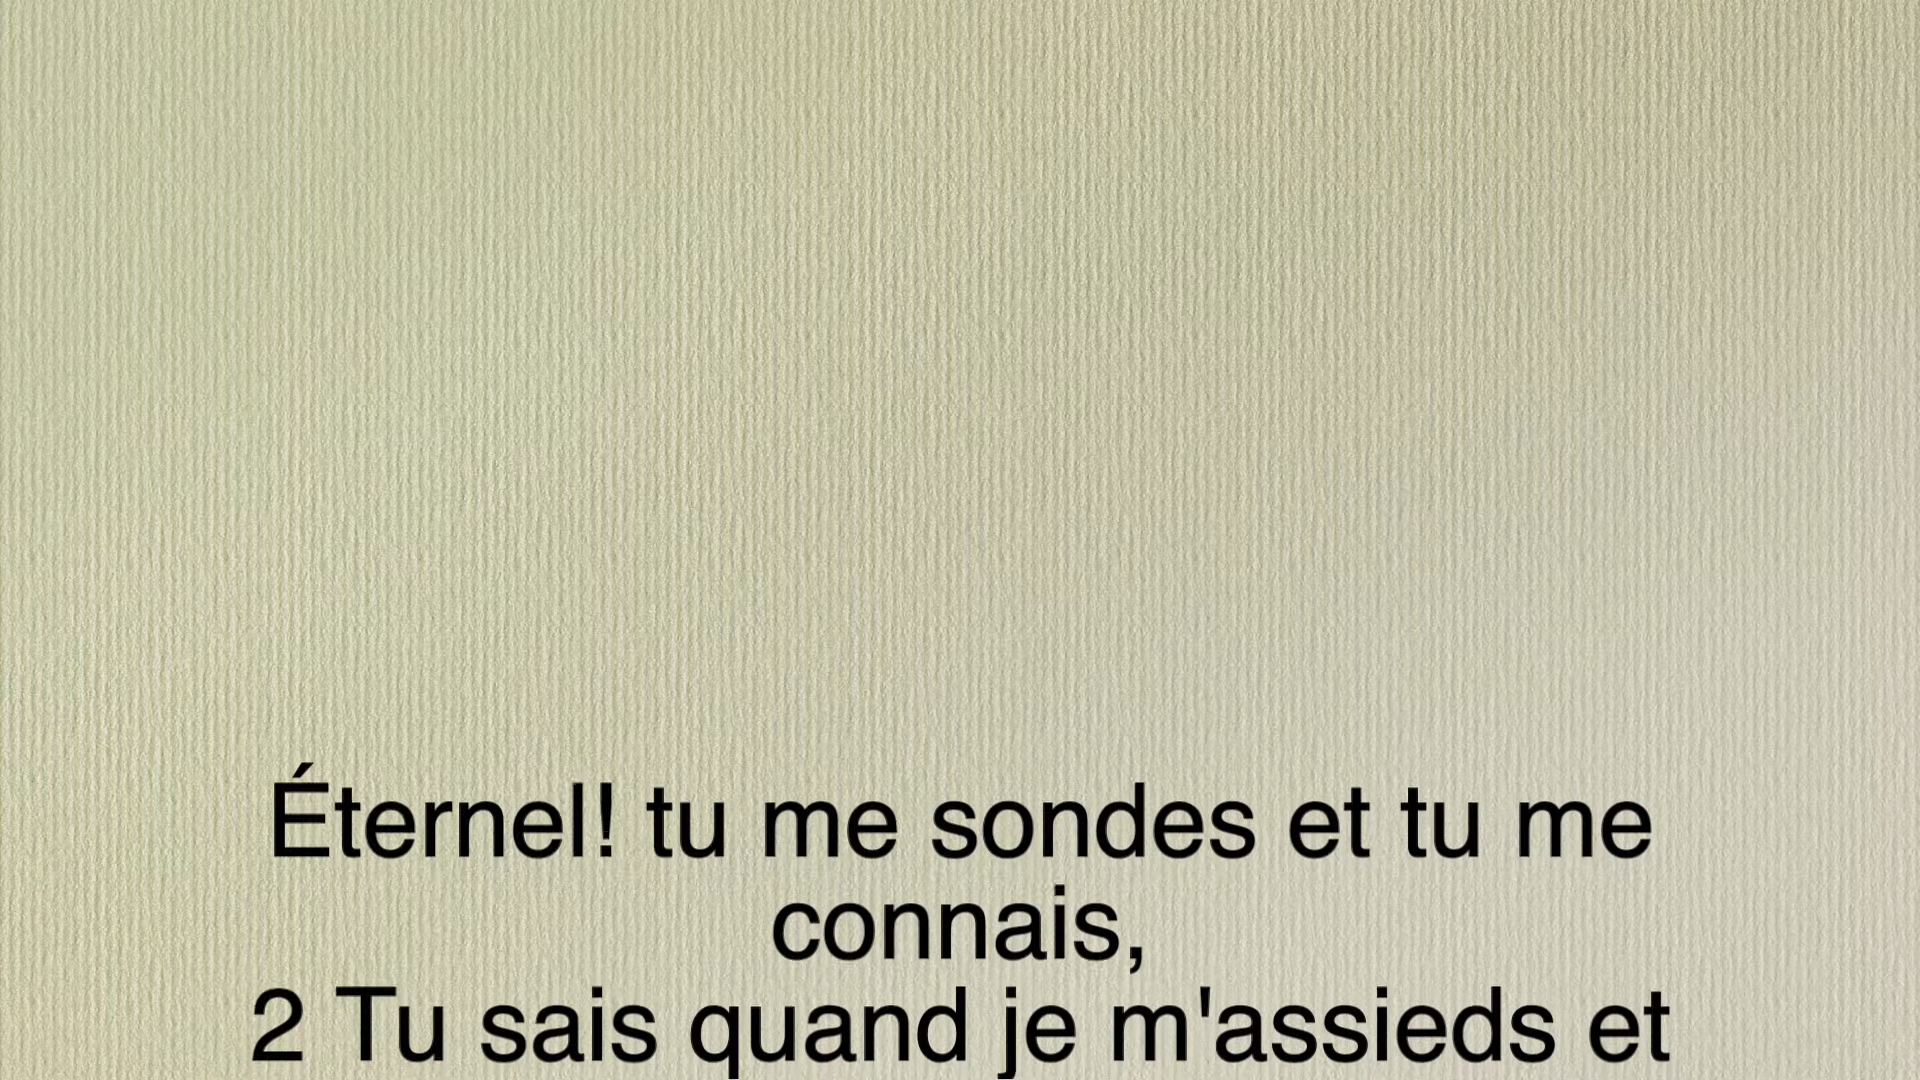 Éternel! tu me sondes et tu me
connais,
2 Tu sais quand je m'assieds et